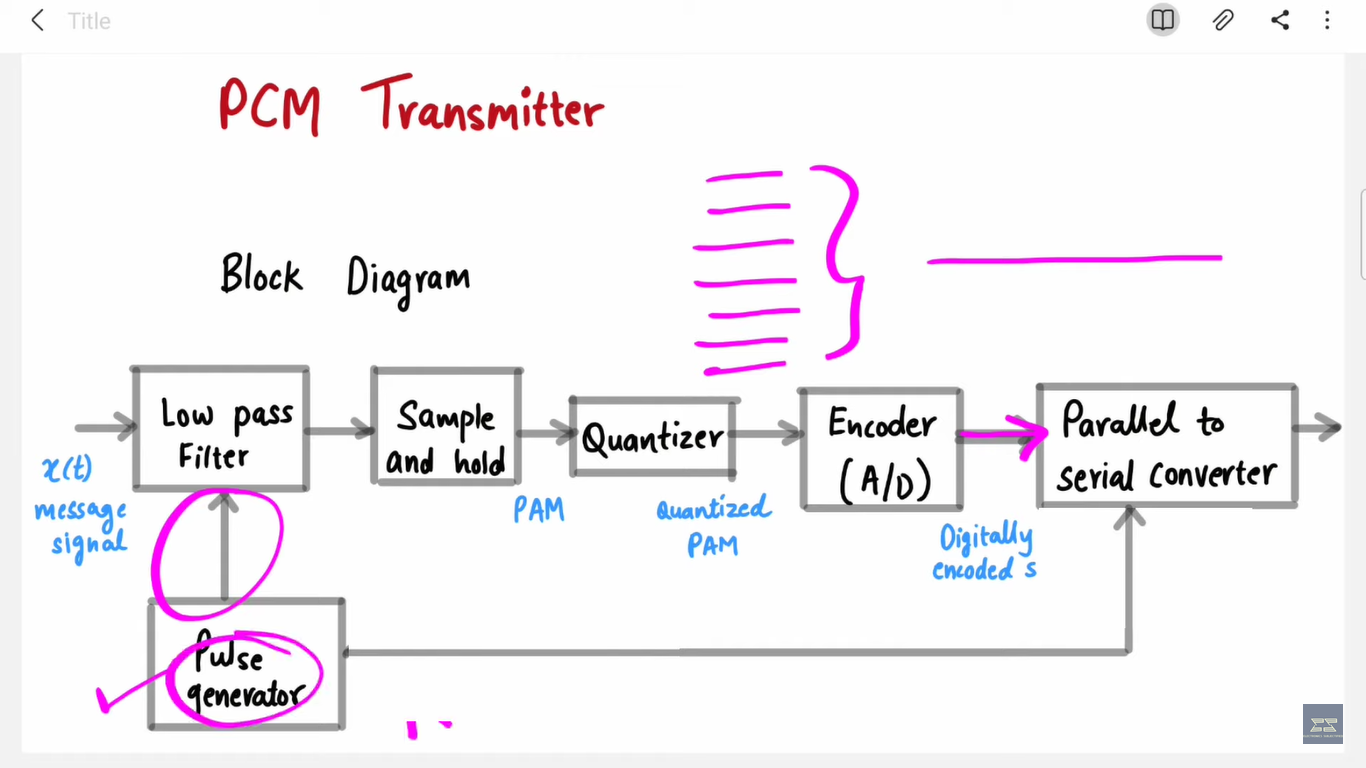 Title
PCM Transmitter
Block Diagram
Low pass
Filter
Sample
and hold
Quantizer
Encoder
(A/D)
Parallel to
serial converter
x(t)
message
signal
PAM
Quantized
PAM
Digitally
encoded s
Pulse
generator